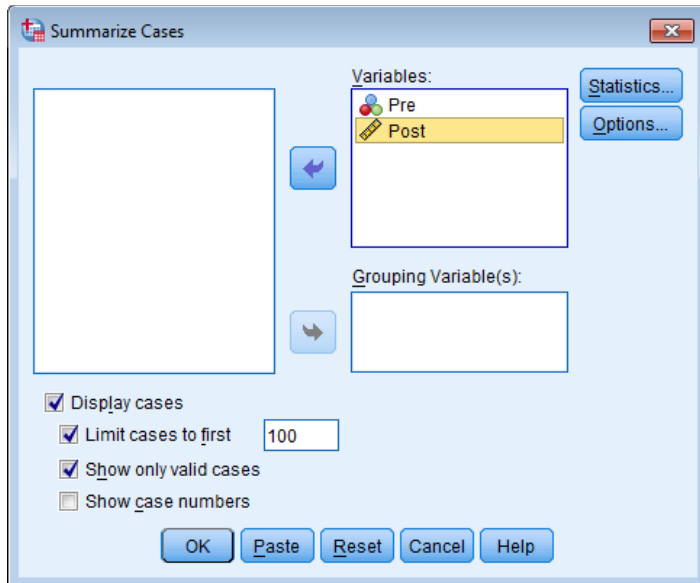 Summarize Cases
Variables:
Pre
Post
Statistics...
Options...
Grouping Variable(s):
Display cases
Limit cases to first 100
Show only valid cases
Show case numbers
OK Paste Reset Cancel Help